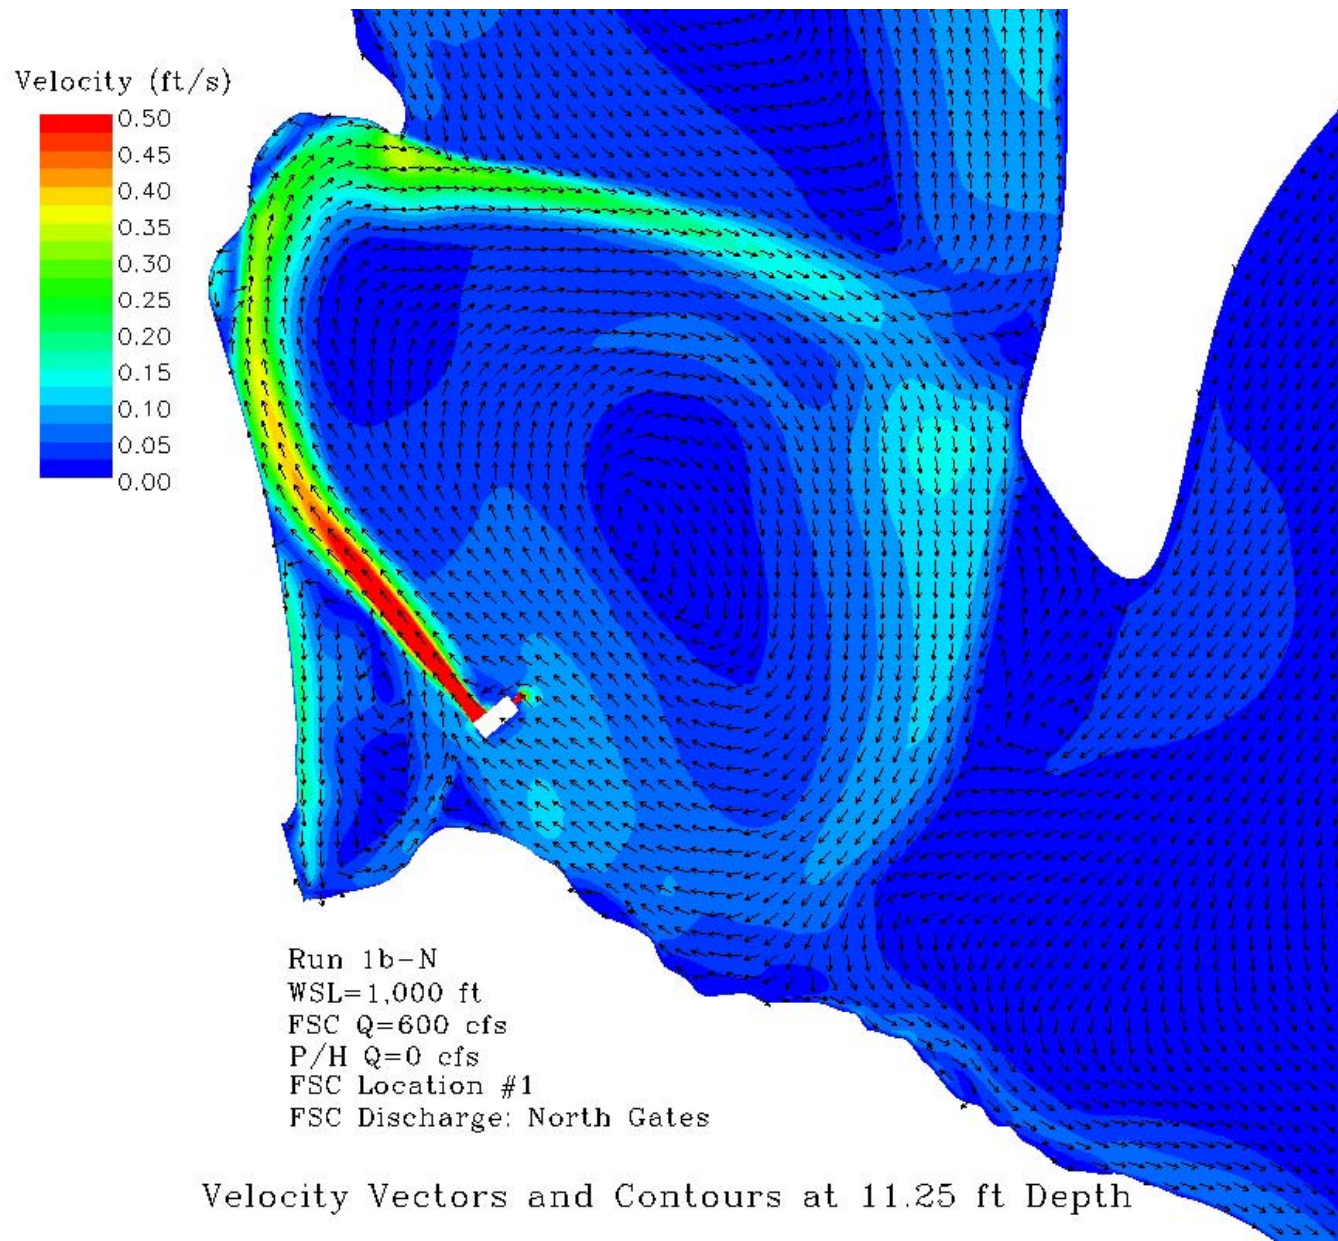 Velocity (ft/s)
0.50
0.45
0.40
0.35
0.30
0.25
0.20
0.15
0.10
0.05
0.00
Run 1b-N
WSL=1,000 ft
FSC Q=600 cfs
P/H Q=0 cfs
FSC Location #1
FSC Discharge: North Gates
Velocity Vectors and Contours at 11.25 ft Depth